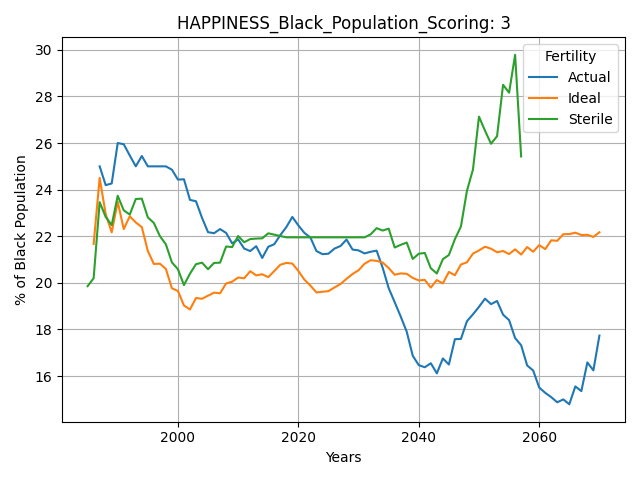 HAPPINESS_Black_Population_Scoring: 3
% of Black Population
30
28
26
24
22
20
18
16
2000
2020
2040
2060
Years
Fertility
Actual
Ideal
Sterile